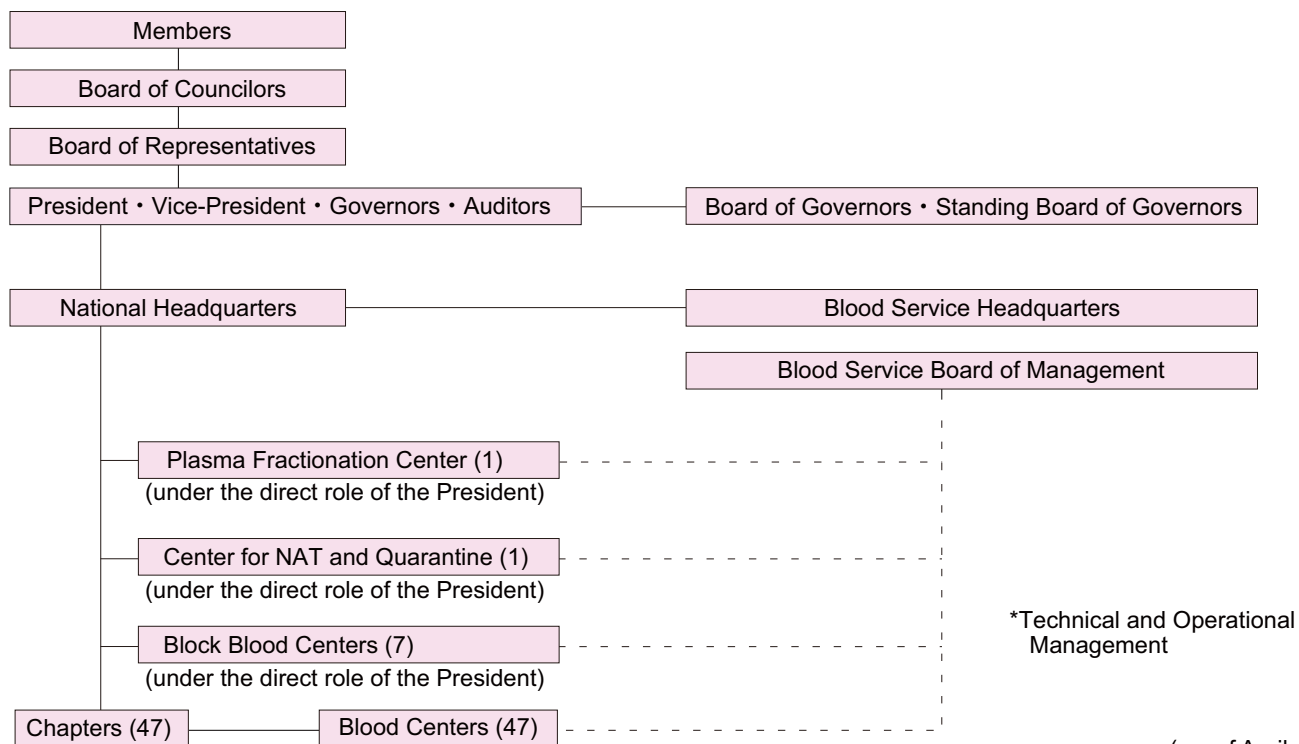 Members
Board of Councilors
Board of Representatives
President・Vice-President・Governors・Auditors
Board of Governors・Standing Board of Governors
National Headquarters
Blood Service Headquarters
Blood Service Board of Management
Plasma Fractionation Center (1)
(under the direct role of the President)
Center for NAT and Quarantine (1)
(under the direct role of the President)
*Technical and Operational
Management
Block Blood Centers (7)
(under the direct role of the President)
Chapters (47)
Blood Centers (47)